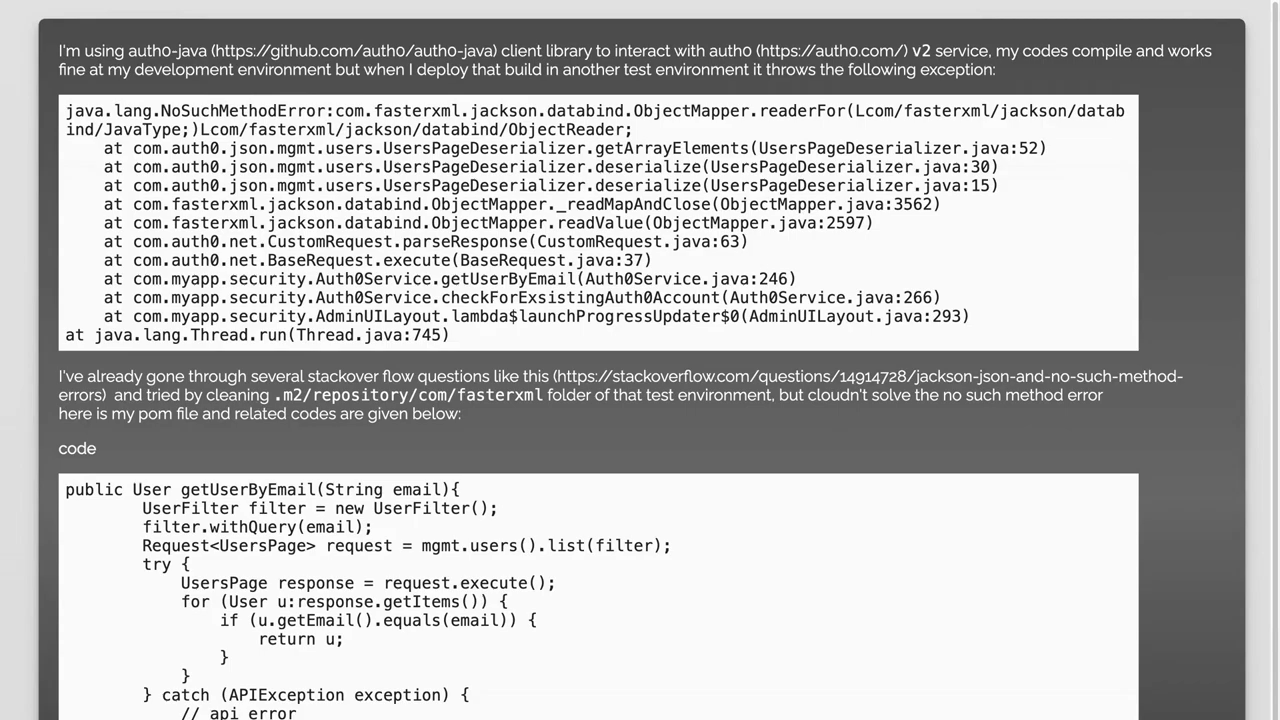 I'm using auth0-java (https://github.com/auth0/auth0-java) client library to interact with auth0 (https://auth0.com/) v2 service, my codes compile and works
fine at my development environment but when I deploy that build in another test environment it throws the following exception:
java.lang.NoSuchMethodError:com.fasterxml.jackson.databind.ObjectMapper.readerFor(Lcom/fasterxml/jackson/datab
ind/JavaType;)Lcom/fasterxml/jackson/databind/ObjectReader;
    at com.auth0.json.mgmt.users.UsersPageDeserializer.getArrayElements(UsersPageDeserializer.java:52)
    at com.auth0.json.mgmt.users.UsersPageDeserializer.deserialize(UsersPageDeserializer.java:30)
    at com.auth0.json.mgmt.users.UsersPageDeserializer.deserialize(UsersPageDeserializer.java:15)
    at com.fasterxml.jackson.databind.ObjectMapper._readMapAndClose(ObjectMapper.java:3562)
    at com.fasterxml.jackson.databind.ObjectMapper.readValue(ObjectMapper.java:2597)
    at com.auth0.net.CustomRequest.parseResponse(CustomRequest.java:63)
    at com.auth0.net.BaseRequest.execute(BaseRequest.java:37)
    at com.myapp.security.Auth0Service.getUserByEmail(Auth0Service.java:246)
    at com.myapp.security.Auth0Service.checkForExsistingAuth0Account(Auth0Service.java:266)
    at com.myapp.security.AdminUILayout.lambda$launchProgressUpdater$0(AdminUILayout.java:293)
at java.lang.Thread.run(Thread.java:745)
I've already gone through several stackover flow questions like this (https://stackoverflow.com/questions/14914728/jackson-json-and-no-such-method-
errors)  and tried by cleaning .m2/repository/com/fasterxml folder of that test environment, but cloudn't solve the no such method error
here is my pom file and related codes are given below:
code
public User getUserByEmail(String email){
        UserFilter filter = new UserFilter();
        filter.withQuery(email);
        Request<UsersPage> request = mgmt.users().list(filter);
        try {
            UsersPage response = request.execute();
            for (User u:response.getItems()) {
                if (u.getEmail().equals(email)) {
                    return u;
                }
            }
        } catch (APIException exception) {
            // api error